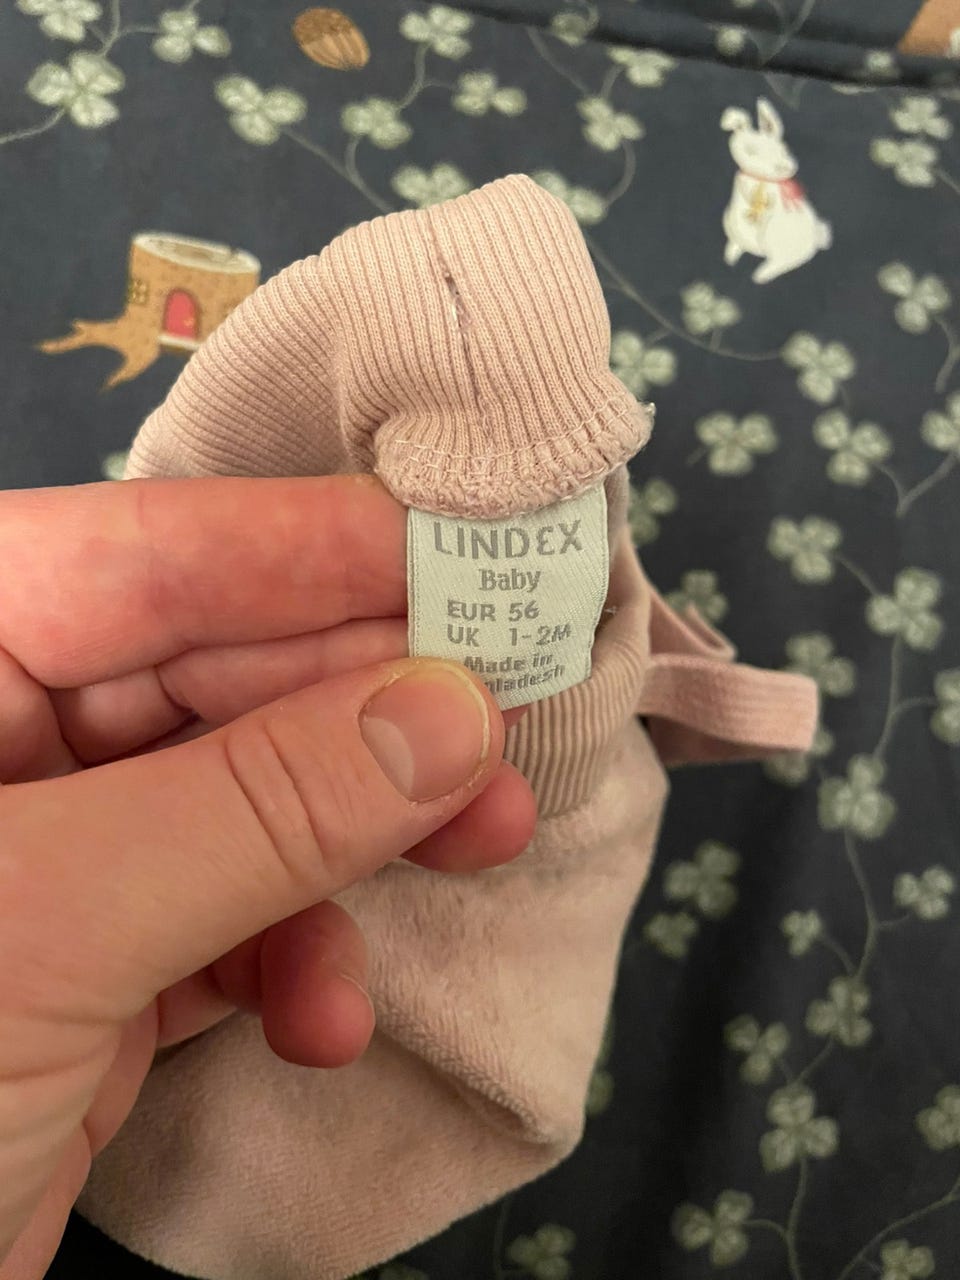 LINDEX
Baby
EUR 56
UK 1-2M
Made in